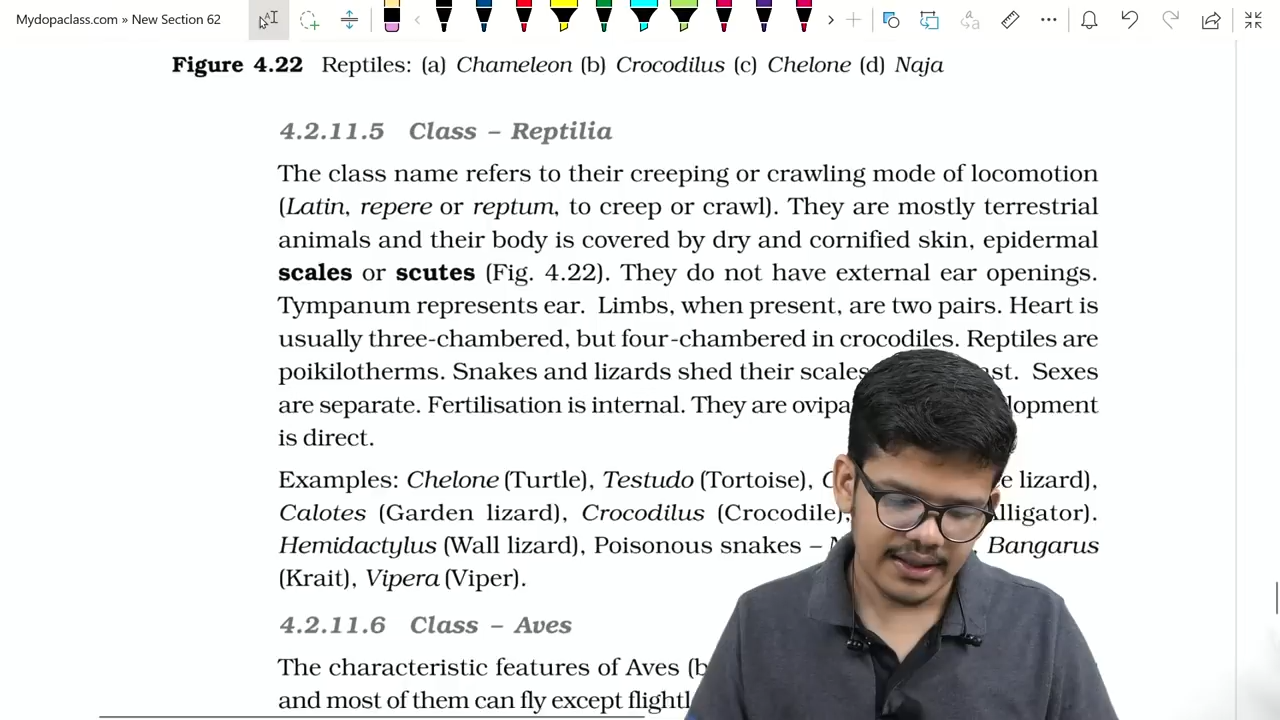 Mydopaclass.com » New Section 62
Figure 4.22 Reptiles: (a) Chameleon (b) Crocodilus (c) Chelone (d) Naja
4.2.11.5 Class – Reptilia
The class name refers to their creeping or crawling mode of locomotion
(Latin, repere or reptum, to creep or crawl). They are mostly terrestrial
animals and their body is covered by dry and cornified skin, epidermal
scales or scutes (Fig. 4.22). They do not have external ear openings.
Tympanum represents ear. Limbs, when present, are two pairs. Heart is
usually three-chambered, but four-chambered in crocodiles. Reptiles are
poikilotherms. Snakes and lizards shed their scales Sexes
are separate. Fertilisation is internal. They are
is direct.
Examples: Chelone (Turtle), Testudo (Tortoise), lizard),
Calotes (Garden lizard), Crocodilus (Crocodile), Alligator).
Hemidactylus (Wall lizard), Poisonous snakes – Bangarus
(Krait), Vipera (Viper).
4.2.11.6 Class – Aves
The characteristic features of Aves
and most of them can fly except